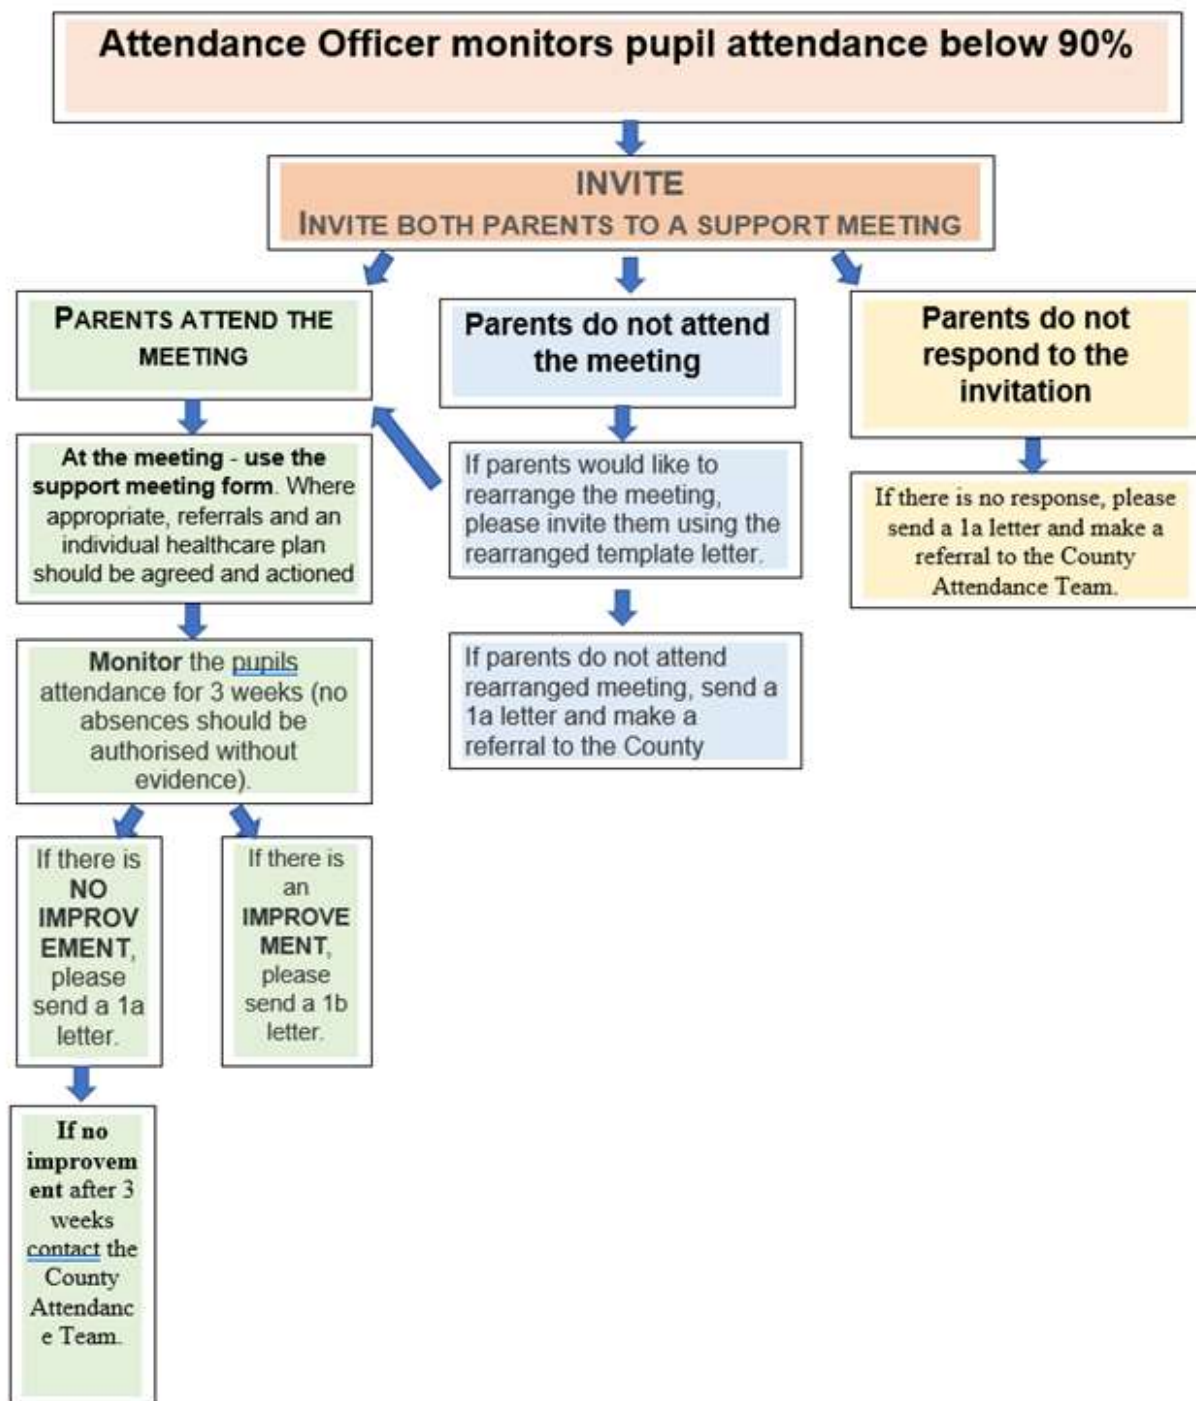 Attendance Officer monitors pupil attendance below 90%
INVITE
INVITE BOTH PARENTS TO A SUPPORT MEETING
PARENTS ATTEND THE
MEETING
At the meeting - use the
support meeting form. Where
appropriate, referrals and an
individual healthcare plan
should be agreed and actioned
Monitor the pupils
attendance for 3 weeks (no
absences should be
authorised without
evidence).
If there is
NO
IMPROV
EMENT,
please
send a 1a
letter.
If no
improvem
ent after 3
weeks
contact the
County
Attendanc
e Team.
If there is
an
IMPROVE
MENT,
please
send a 1b
letter.
Parents do not attend
the meeting
If parents would like to
rearrange the meeting,
please invite them using the
rearranged template letter.
If parents do not attend
rearranged meeting, send a
1a letter and make a
referral to the County
Parents do not
respond to the
invitation
If there is no response, please
send a 1a letter and make a
referral to the County
Attendance Team.